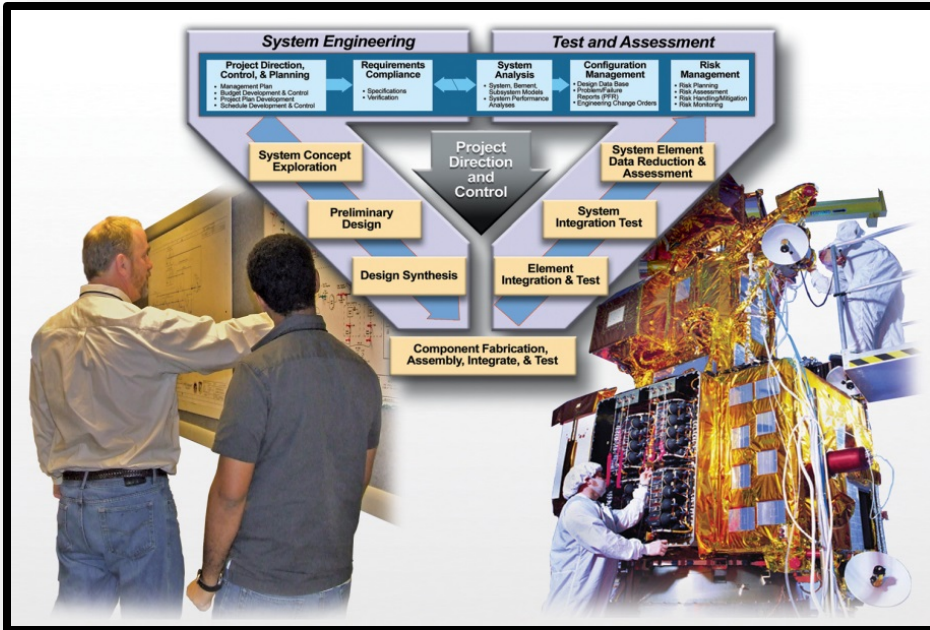 System Engineering
Test and Assessment
Project Direction,
Control, & Planning
• Management Plan
• Budget Development & Control
• Project Plan Development
• Schedule Development & Control
Requirements
Compliance
• Specifications
• Verification
System
Analysis
• System, Bement,
Subsystem Models
• System Performance
Analyses
Configuration
Management
• Design Data Base
• Problem/Failure
Reports (PFR)
• Engineering Change Orders
Risk
Management
• Risk Planning
• Risk Assessment
• Risk Handling/Mitigation
• Risk Monitoring
Project
Direction
and
Control
System Concept
Exploration
Preliminary
Design
Design Synthesis
System Element
Data Reduction &
Assessment
System
Integration Test
Element
Integration & Test
Component Fabrication,
Assembly, Integrate, & Test